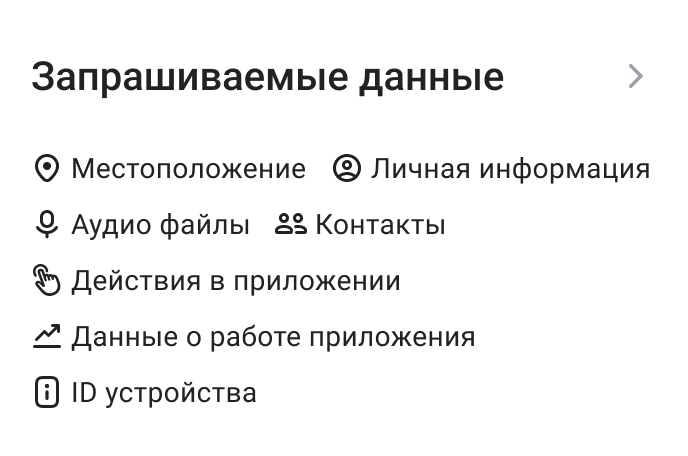 Запрашиваемые данные
Местоположение Личная информация
Аудио файлы Контакты
Действия в приложении
Данные о работе приложения
ID устройства